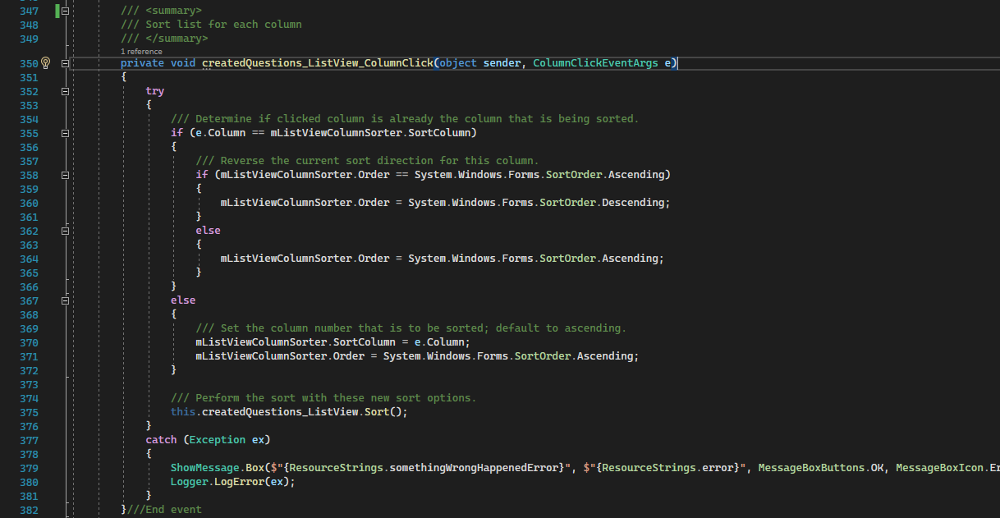 347 /// <summary>
348 /// Sort list for each column
349 /// </summary>
1 reference
350 private void createdQuestions_ListView_ColumnClick(object sender, ColumnClickEventArgs e)
351 {
352 try
353 {
354 /// Determine if clicked column is already the column that is being sorted.
355 if (e.Column == mListViewColumnSorter.SortColumn)
356 {
357 /// Reverse the current sort direction for this column.
358 if (mListViewColumnSorter.Order == System.Windows.Forms.SortOrder.Ascending)
359 {
360 mListViewColumnSorter.Order = System.Windows.Forms.SortOrder.Descending;
361 }
362 else
363 {
364 mListViewColumnSorter.Order = System.Windows.Forms.SortOrder.Ascending;
365 }
366 }
367 else
368 {
369 /// Set the column number that is to be sorted; default to ascending.
370 mListViewColumnSorter.SortColumn = e.Column;
371 mListViewColumnSorter.Order = System.Windows.Forms.SortOrder.Ascending;
372 }
373
374 /// Perform the sort with these new sort options.
375 this.createdQuestions_ListView.Sort();
376 }
377 catch (Exception ex)
378 {
379 ShowMessage.Box($"{ResourceStrings.somethingWrongHappenedError}", $"{ResourceStrings.error}", MessageBoxButtons.OK, MessageBoxIcon.Er
380 Logger.LogError(ex);
381 }
382 }///End event